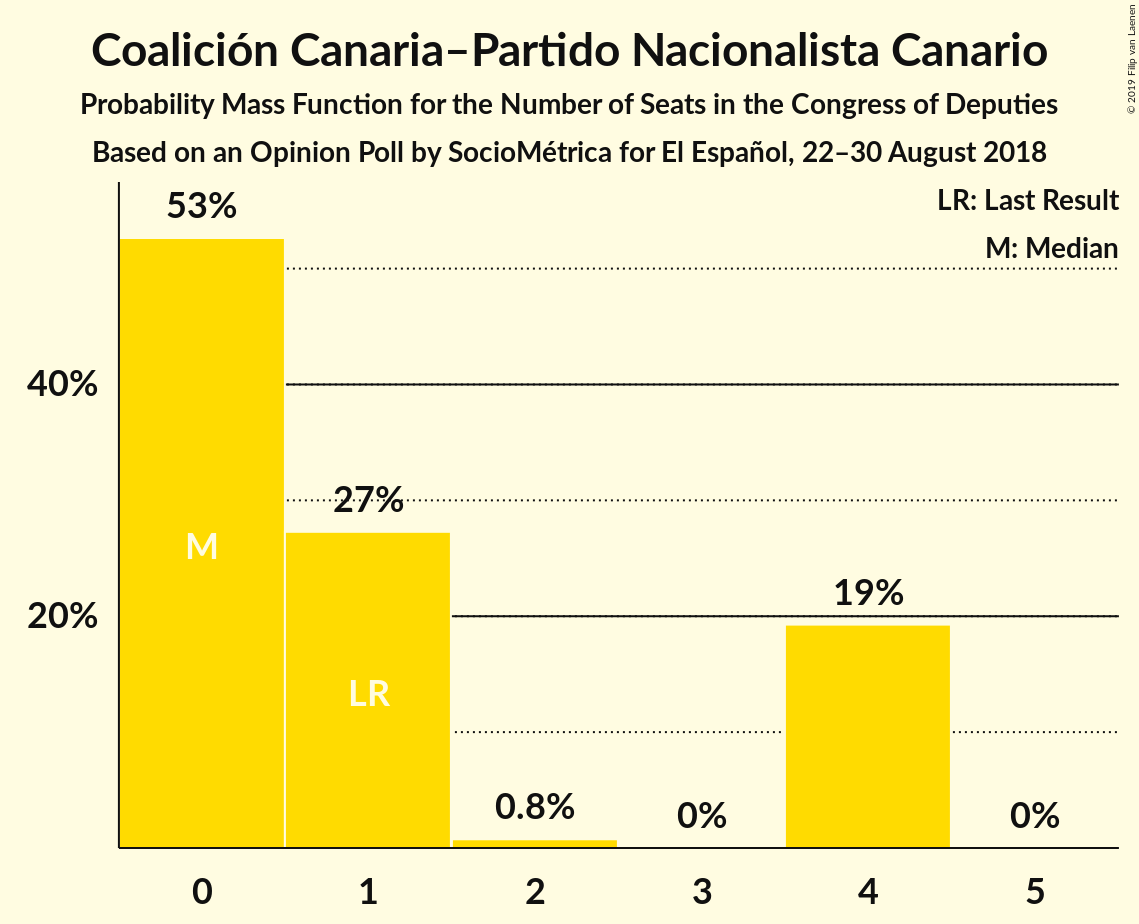 Coalición Canaria–Partido Nacionalista Canario
Probability Mass Function for the Number of Seats in the Congress of Deputies
Based on an Opinion Poll by SocioMétrica for El Español, 22–30 August 2018
© 2019 Filip van Laenen
LR: Last Result
M: Median
53%
40%
27%
M
20%
19%
LR
0.8%
0%
0%
0 1 2 3 4 5